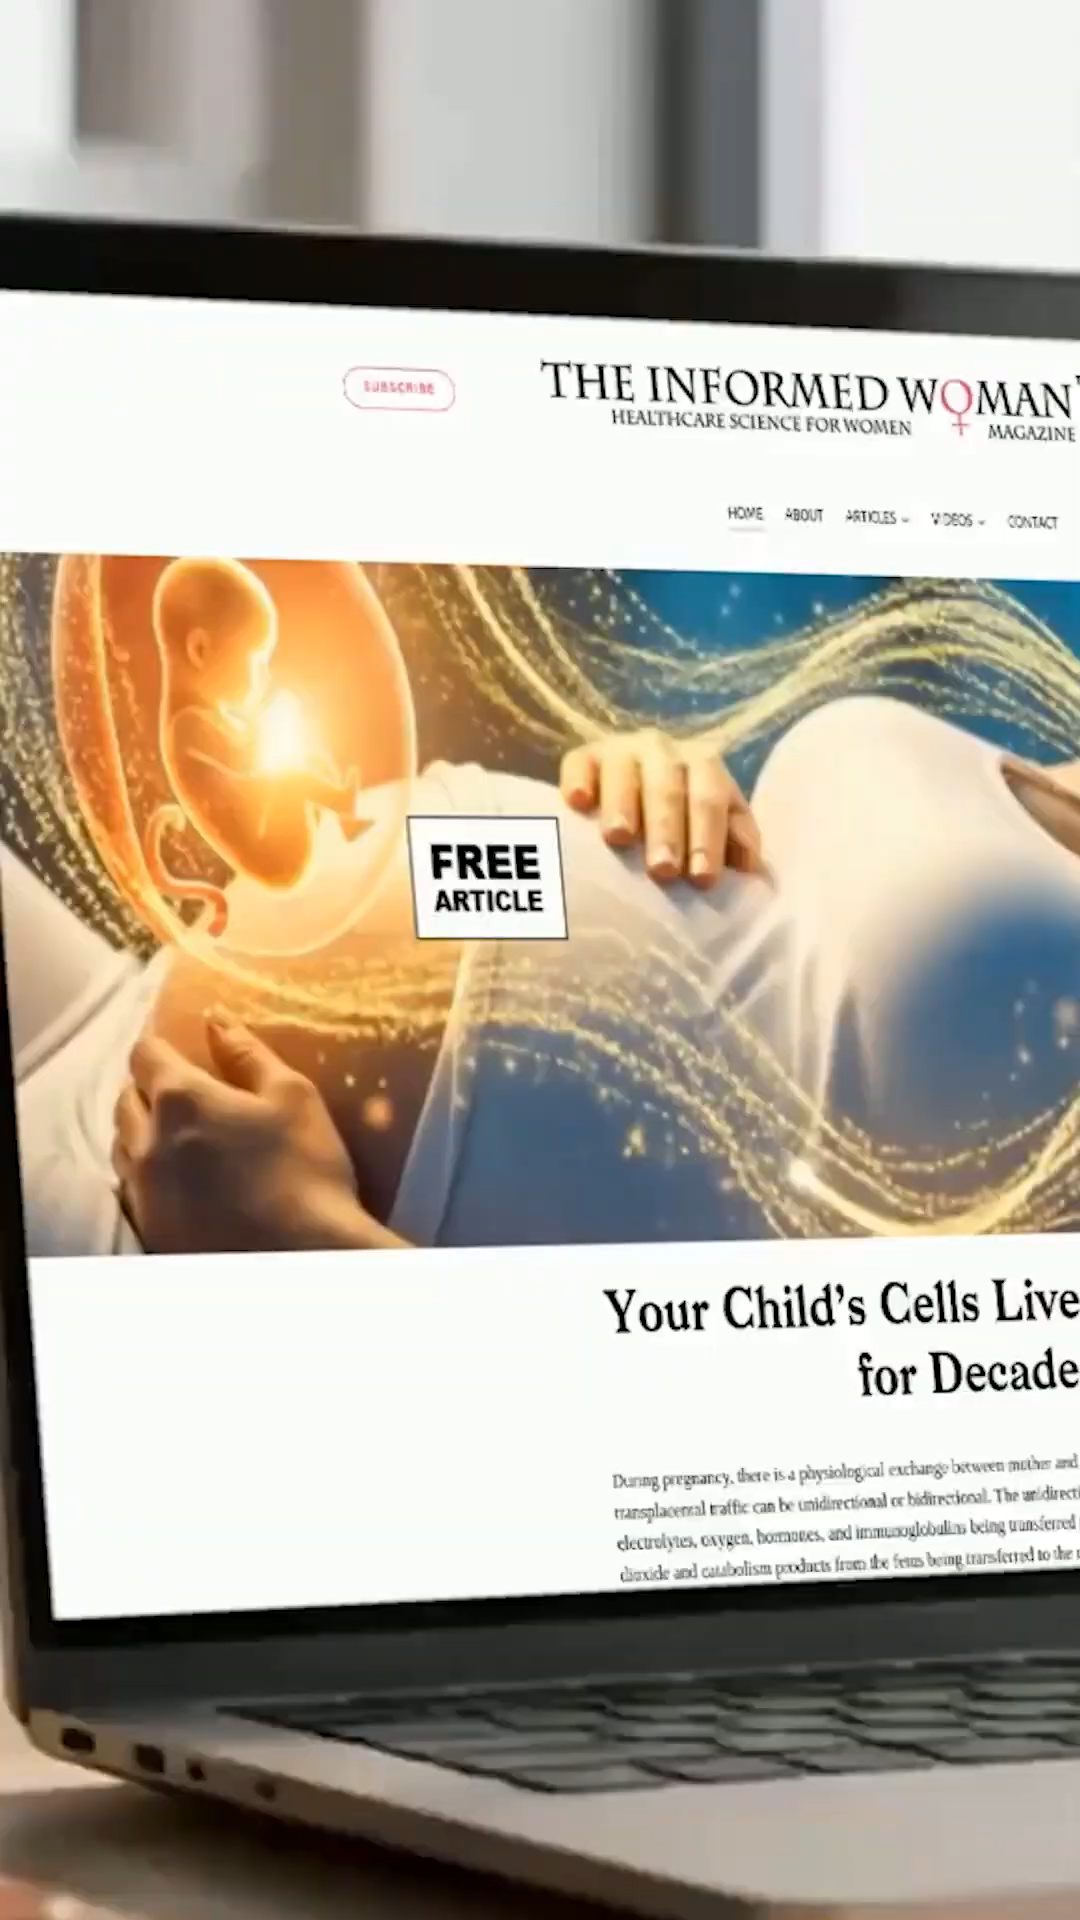 SUBSCRIBE
THE INFORMED WOMAN
HEALTHCARE SCIENCE FOR WOMEN MAGAZINE
HOME ABOUT ARTICLES VIDEOS CONTACT
FREE
ARTICLE
Your Child's Cells Live
for Decade
During pregnancy, there is a physiological exchange between mother and
transplacental traffic can be unidirectional or bidirectional. The unidirecti
electrolytes, oxygen, hormones, and immunoglobulins being transferred
dioxide and catabolism products from the fetus being transferred to the